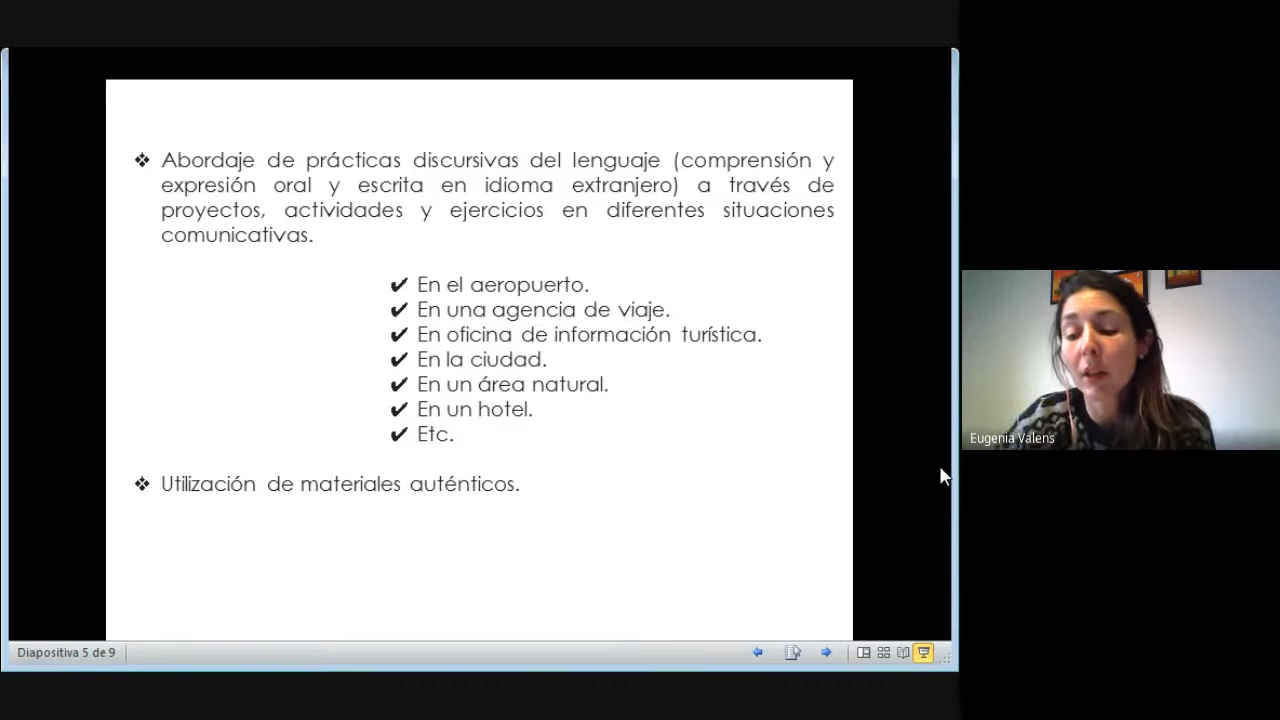 ❖ Abordaje de prácticas discursivas del lenguaje (comprensión y
expresión oral y escrita en idioma extranjero) a través de
proyectos, actividades y ejercicios en diferentes situaciones
comunicativas.
✔ En el aeropuerto.
✔ En una agencia de viaje.
✔ En oficina de información turística.
✔ En la ciudad.
✔ En un área natural.
✔ En un hotel.
✔ Etc.
❖ Utilización de materiales auténticos.
Eugenia Valens
Diapositiva 5 de 9